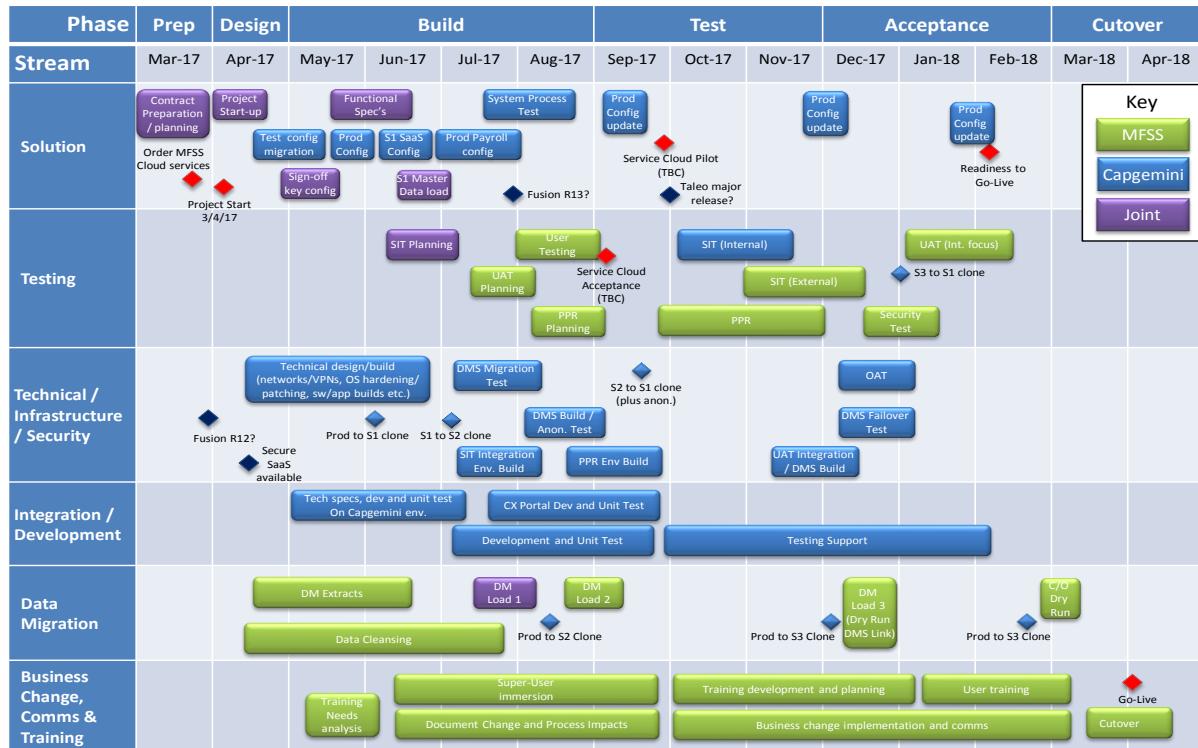 Phase
Prep
Design
Build
Test
Acceptance
Cutover
Stream
Mar-17
Apr-17
May-17
Jun-17
Jul-17
Aug-17
Sep-17
Oct-17
Nov-17
Dec-17
Jan-18
Feb-18
Mar-18
Apr-18
Key
MFSS
Capgemini
Joint
Solution
Contract
Preparation
/ planning
Project
Start-up
Functional
Spec's
System Process
Test
Prod
Config
update
Prod
Config
update
Prod
Config
update
Test config
migration
Prod
Config
S1 SaaS
Config
Prod Payroll
config
Order MFSS
Cloud services
Sign-off
key config
S1 Master
Data load
Service Cloud Pilot
(TBC)
Readiness to
Go-Live
Project Start
3/4/17
Fusion R13?
Taleo major
release?
Testing
SIT Planning
User
Testing
SIT (Internal)
UAT (Int. focus)
UAT
Planning
Service Cloud
Acceptance
(TBC)
SIT (External)
S3 to S1 clone
PPR
Planning
PPR
Security
Test
Technical /
Infrastructure
/ Security
Technical design/build
(networks/VPNs, OS hardening/
patching, sw/app builds etc.)
DMS Migration
Test
S2 to S1 clone
(plus anon.)
OAT
Fusion R12?
Prod to S1 clone
S1 to S2 clone
DMS Build /
Anon. Test
DMS Failover
Test
Secure
SaaS
available
SIT Integration
Env. Build
PPR Env Build
UAT Integration
/ DMS Build
Integration /
Development
Tech specs, dev and unit test
On Capgemini env.
CX Portal Dev and Unit Test
Development and Unit Test
Testing Support
Data
Migration
DM Extracts
DM
Load 1
DM
Load 2
DM
Load 3
(Dry Run
DMS Link)
C/O
Dry
Run
Data Cleansing
Prod to S2 Clone
Prod to S3 Clone
Prod to S3 Clone
Business
Change,
Comms &
Training
Training
Needs
analysis
Super-User
immersion
Training development and planning
User training
Go-Live
Document Change and Process Impacts
Business change implementation and comms
Cutover